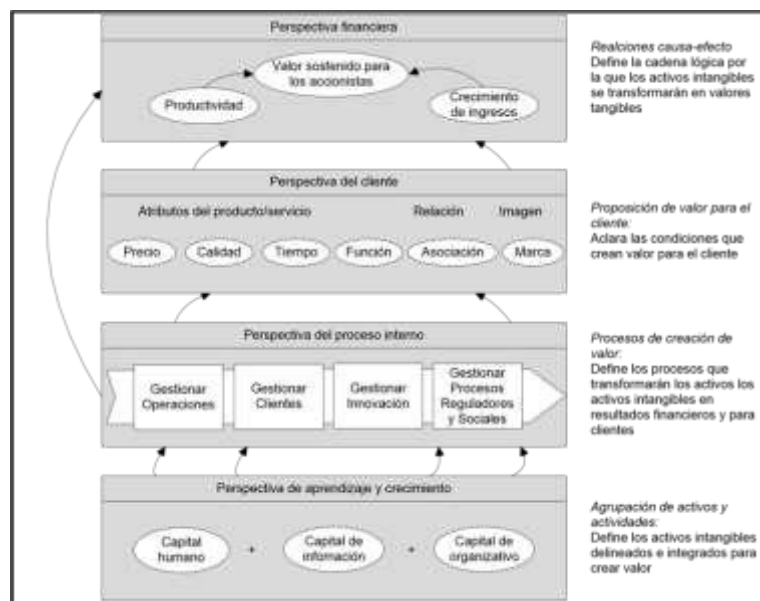 Perspectiva financiera
Valor sostenido para
los accionistas
Productividad
Crecimiento
de ingresos
Realciones causa-efecto
Define la cadena lógica por
la que los activos intangibles
se transformarán en valores
tangibles
Perspectiva del cliente
Atributos del producto/servicio
Relación
Imagen
Precio
Calidad
Tiempo
Función
Asociación
Marca
Proposición de valor para el
cliente:
Aclara las condiciones que
crean valor para el cliente
Perspectiva del proceso interno
Gestionar
Operaciones
Gestionar
Clientes
Gestionar
Innovación
Gestionar
Procesos
Reguladores
y Sociales
Procesos de creación de
valor:
Define los procesos que
transformarán los activos los
activos intangibles en
resultados financieros y para
clientes
Perspectiva de aprendizaje y crecimiento
Capital
humano
+
Capital de
información
+
Capital de
organizativo
Agrupación de activos y
actividades:
Define los activos intangibles
delineados e integrados para
crear valor